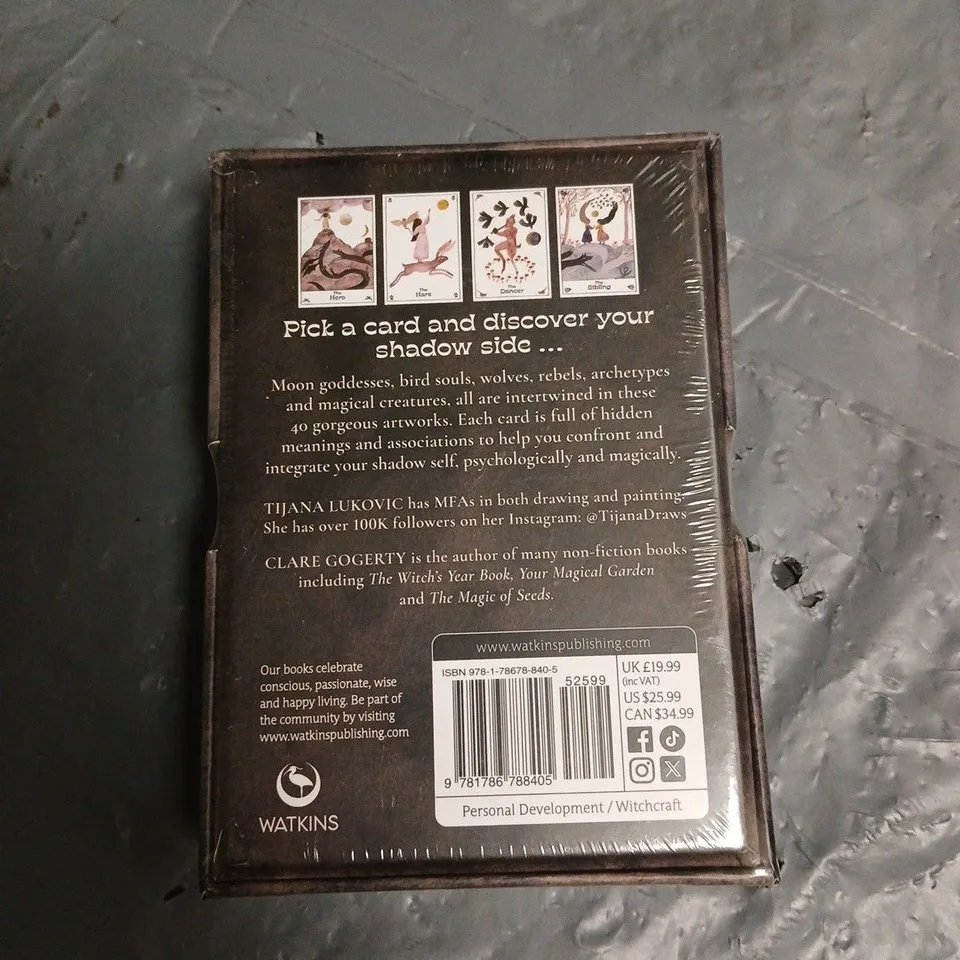 The
Hero
The
Hare
The
Dancer
The
Sibling
Pick a card and discover your
shadow side ...
Moon goddesses, bird souls, wolves, rebels, archetypes
and magical creatures, all are intertwined in these
40 gorgeous artworks. Each card is full of hidden
meanings and associations to help you confront and
integrate your shadow self, psychologically and magically.
TIJANA LUKOVIC has MFAs in both drawing and painting.
She has over 100K followers on her Instagram: @TijanaDraws
CLARE GOGERTY is the author of many non-fiction books
including The Witch's Year Book, Your Magical Garden
and The Magic of Seeds.
Our books celebrate
conscious, passionate, wise
and happy living. Be part of
the community by visiting
www.watkinspublishing.com
WATKINS
www.watkinspublishing.com
ISBN 978-1-78678-840-5
52599
9 781786 788405
UK £19.99
(inc VAT)
US $25.99
CAN $34.99
Personal Development / Witchcraft